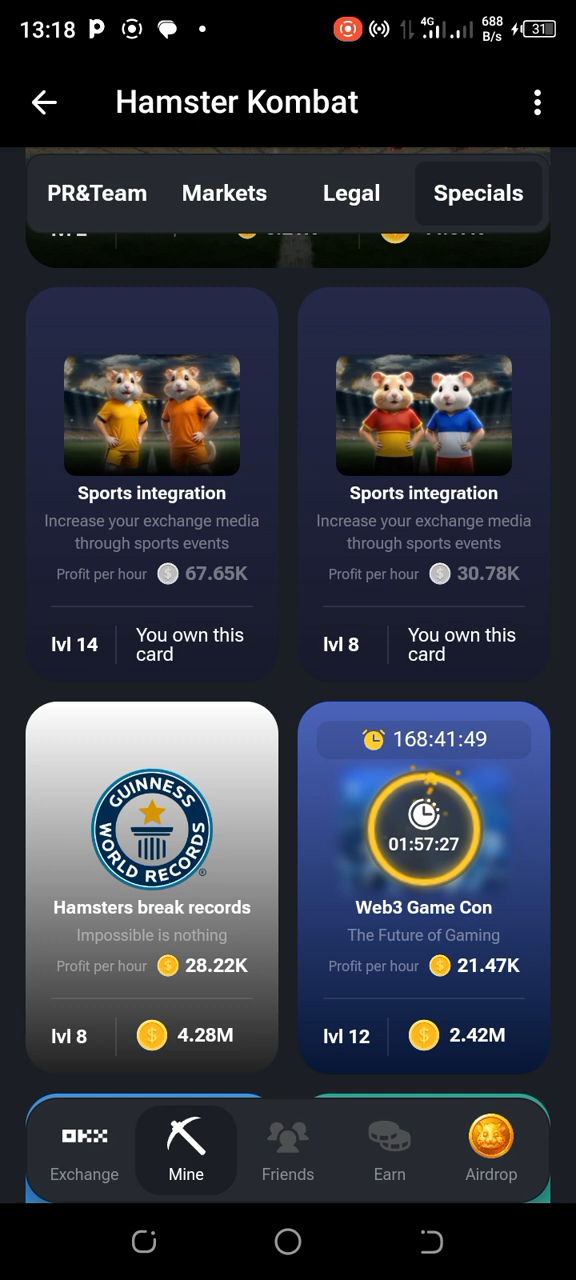 13:18
4G
688
B/s
31
Hamster Kombat
PR&Team Markets Legal Specials
Sports integration
Increase your exchange media
through sports events
Profit per hour 67.65K
lvl 14
You own this
card
Sports integration
Increase your exchange media
through sports events
Profit per hour 30.78K
lvl 8
You own this
card
GUINNESS
WORLD RECORDS
Hamsters break records
Impossible is nothing
Profit per hour 28.22K
lvl 8 4.28M
168:41:49
01:57:27
Web3 Game Con
The Future of Gaming
Profit per hour 21.47K
lvl 12 2.42M
Exchange Mine Friends Earn Airdrop